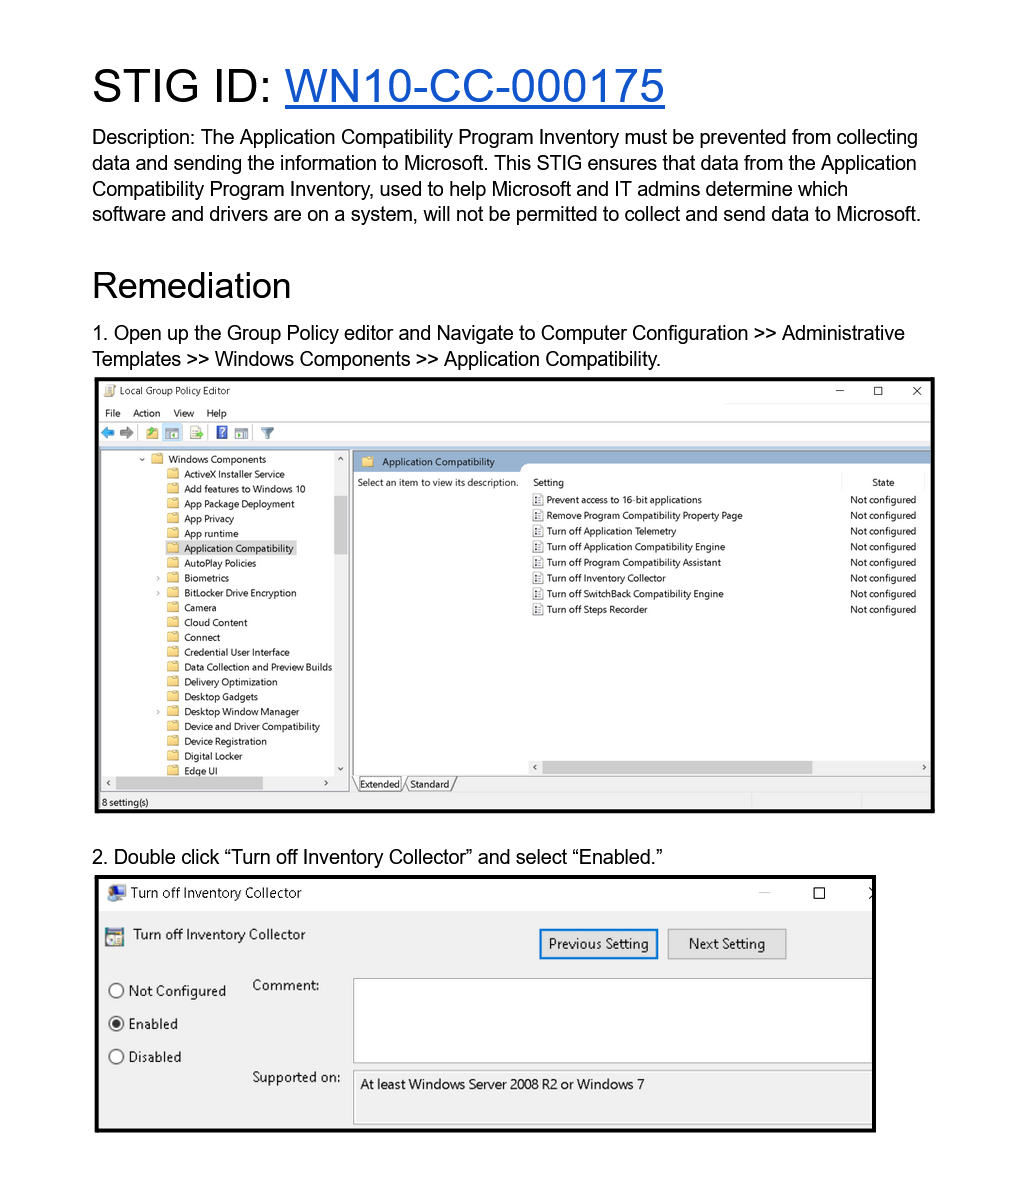 STIG ID: WN10-CC-000175
Description: The Application Compatibility Program Inventory must be prevented from collecting
data and sending the information to Microsoft. This STIG ensures that data from the Application
Compatibility Program Inventory, used to help Microsoft and IT admins determine which
software and drivers are on a system, will not be permitted to collect and send data to Microsoft.
Remediation
1. Open up the Group Policy editor and Navigate to Computer Configuration >> Administrative
Templates >> Windows Components >> Application Compatibility.
Local Group Policy Editor
File Action View Help
Windows Components
ActiveX Installer Service
Add features to Windows 10
App Package Deployment
App Privacy
App runtime
Application Compatibility
AutoPlay Policies
Biometrics
BitLocker Drive Encryption
Camera
Cloud Content
Connect
Credential User Interface
Data Collection and Preview Builds
Delivery Optimization
Desktop Gadgets
Desktop Window Manager
Device and Driver Compatibility
Device Registration
Digital Locker
Edge UI
Application Compatibility
Select an item to view its description.
Setting State
Prevent access to 16-bit applications Not configured
Remove Program Compatibility Property Page Not configured
Turn off Application Telemetry Not configured
Turn off Application Compatibility Engine Not configured
Turn off Program Compatibility Assistant Not configured
Turn off Inventory Collector Not configured
Turn off SwitchBack Compatibility Engine Not configured
Turn off Steps Recorder Not configured
Extended Standard
8 setting(s)
2. Double click “Turn off Inventory Collector” and select “Enabled.”
Turn off Inventory Collector
Turn off Inventory Collector
Previous Setting Next Setting
Not Configured
Enabled
Disabled
Comment:
Supported on:
At least Windows Server 2008 R2 or Windows 7